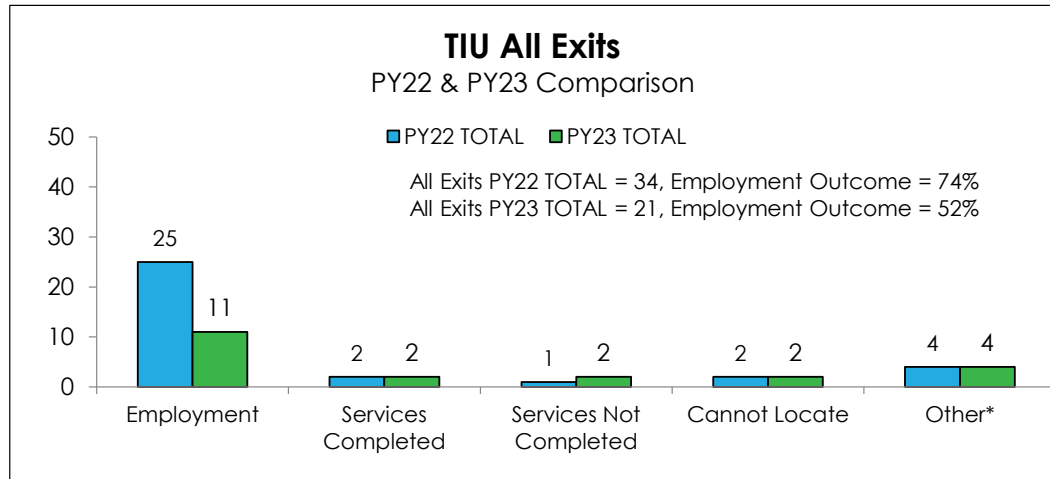 TIU All Exits
PY22 & PY23 Comparison
PY22 TOTAL PY23 TOTAL
All Exits PY22 TOTAL = 34, Employment Outcome = 74%
All Exits PY23 TOTAL = 21, Employment Outcome = 52%
50
40
30
20
10
0
25
11
2
2
1
2
2
2
4
4
Employment
Services
Completed
Services Not
Completed
Cannot Locate
Other*